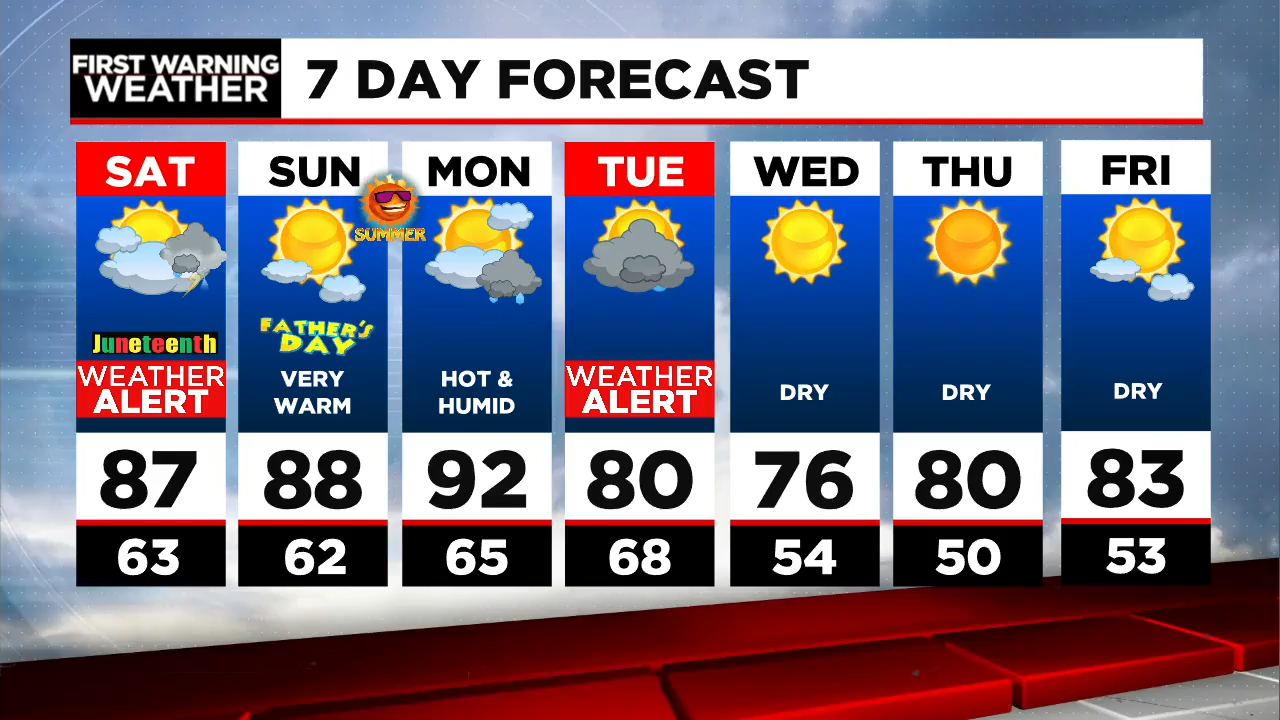 FIRST WARNING
WEATHER
7 DAY FORECAST
SAT
Juneteenth
WEATHER
ALERT
87
63
SUN
SUMMER
FATHER'S
DAY
VERY
WARM
88
62
MON
HOT &
HUMID
92
65
TUE
WEATHER
ALERT
80
68
WED
DRY
76
54
THU
DRY
80
50
FRI
DRY
83
53